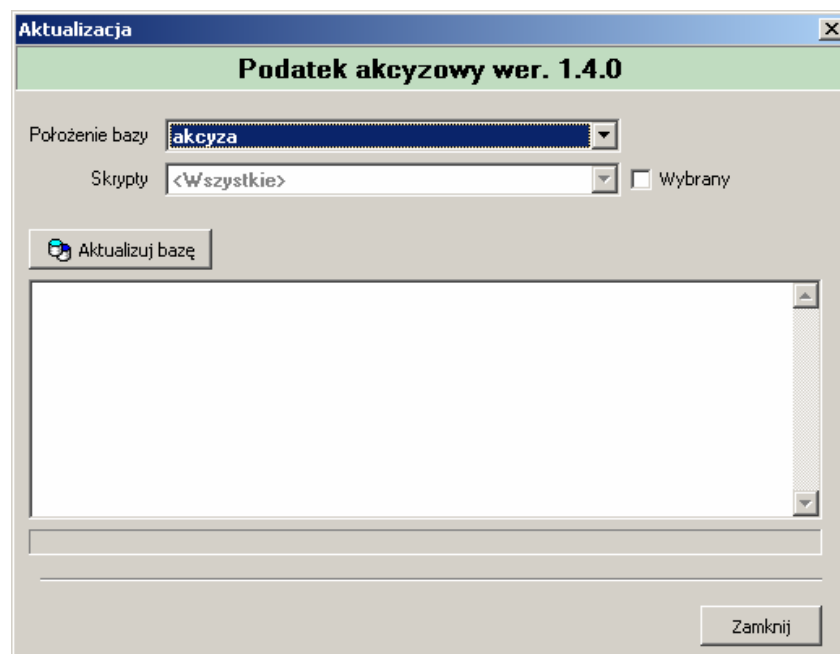 Aktualizacja
Podatek akcyzowy wer. 1.4.0
Położenie bazy akcyza
Skrypty <Wszystkie> Wybrany
Aktualizuj bazę
Zamknij